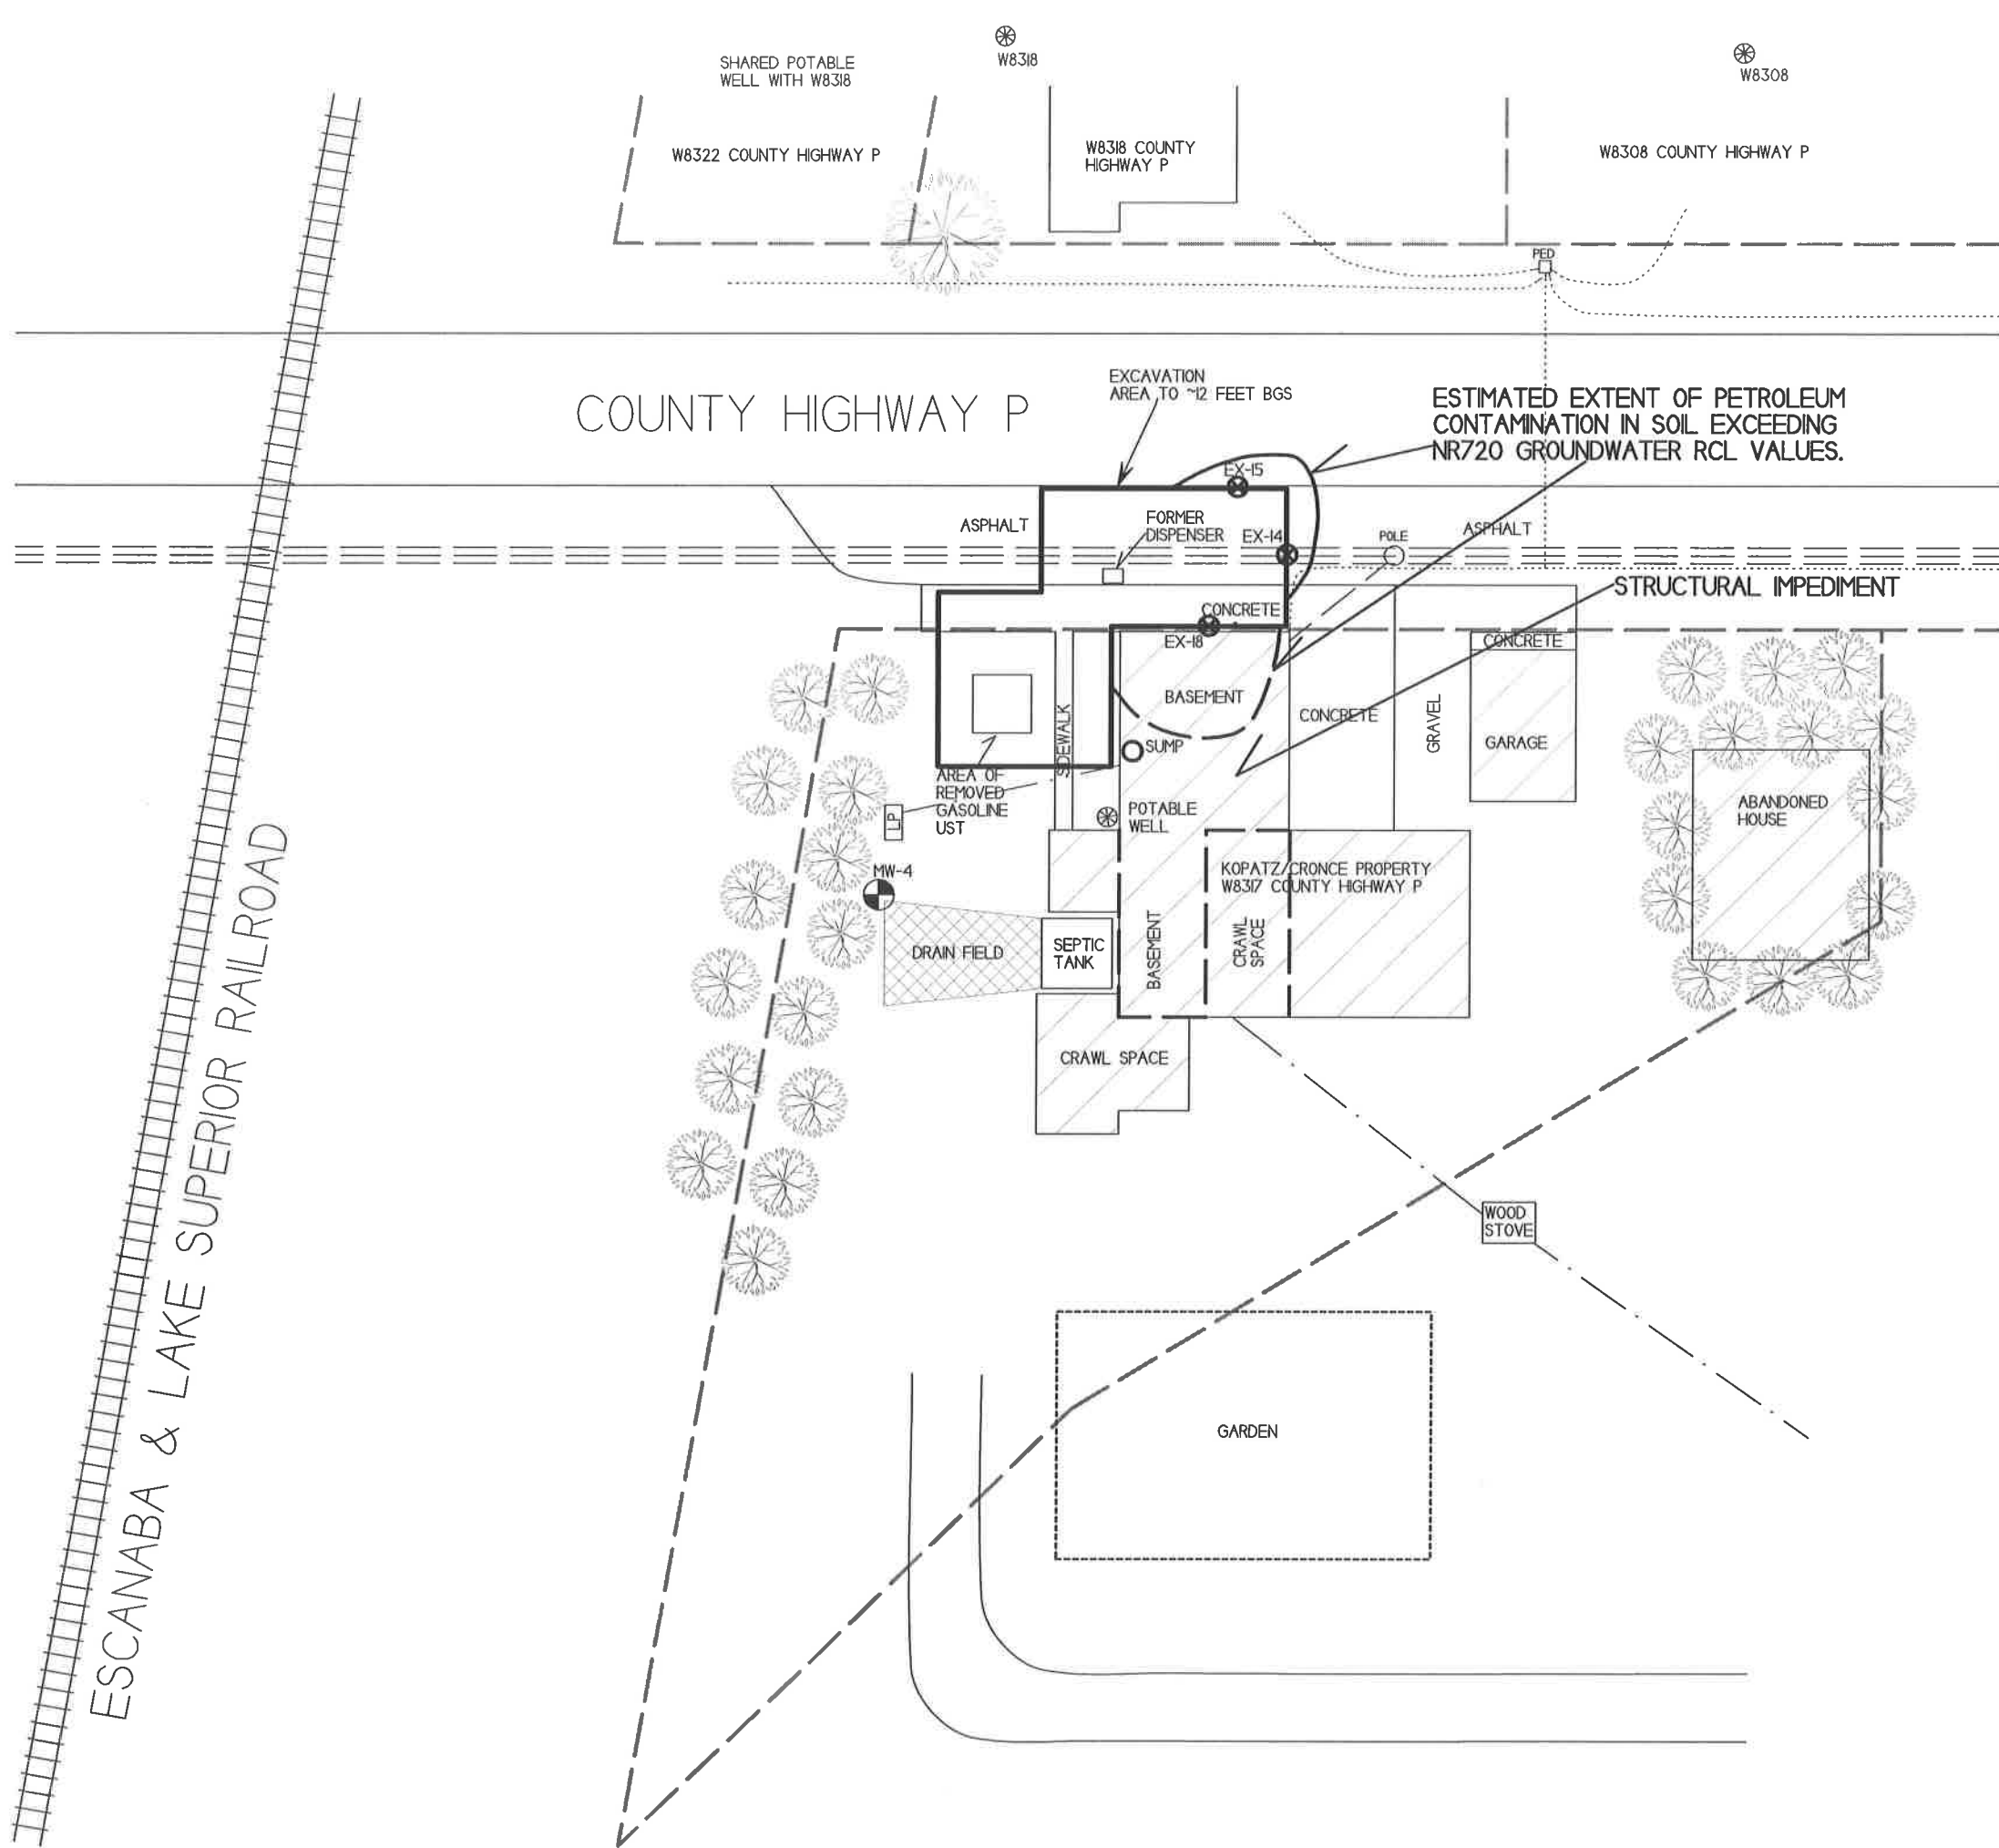 W8318
W8308
SHARED POTABLE
WELL WITH W8318
W8322 COUNTY HIGHWAY P
W8318 COUNTY
HIGHWAY P
W8308 COUNTY HIGHWAY P
PED
COUNTY HIGHWAY P
EXCAVATION
AREA TO ~12 FEET BGS
ESTIMATED EXTENT OF PETROLEUM
CONTAMINATION IN SOIL EXCEEDING
NR720 GROUNDWATER RCL VALUES.
EX-15
ASPHALT
FORMER
DISPENSER
EX-14
POLE
ASPHALT
STRUCTURAL IMPEDIMENT
CONCRETE
EX-18
CONCRETE
BASEMENT
SIDEWALK
CONCRETE
GRAVEL
GARAGE
SUMP
AREA OF
REMOVED
GASOLINE
UST
LP
POTABLE
WELL
ABANDONED
HOUSE
MW-4
KOPATZ/CRONCE PROPERTY
W8317 COUNTY HIGHWAY P
DRAIN FIELD
SEPTIC
TANK
BASEMENT
CRAWL
SPACE
CRAWL SPACE
ESCANABA & LAKE SUPERIOR RAILROAD
WOOD
STOVE
GARDEN